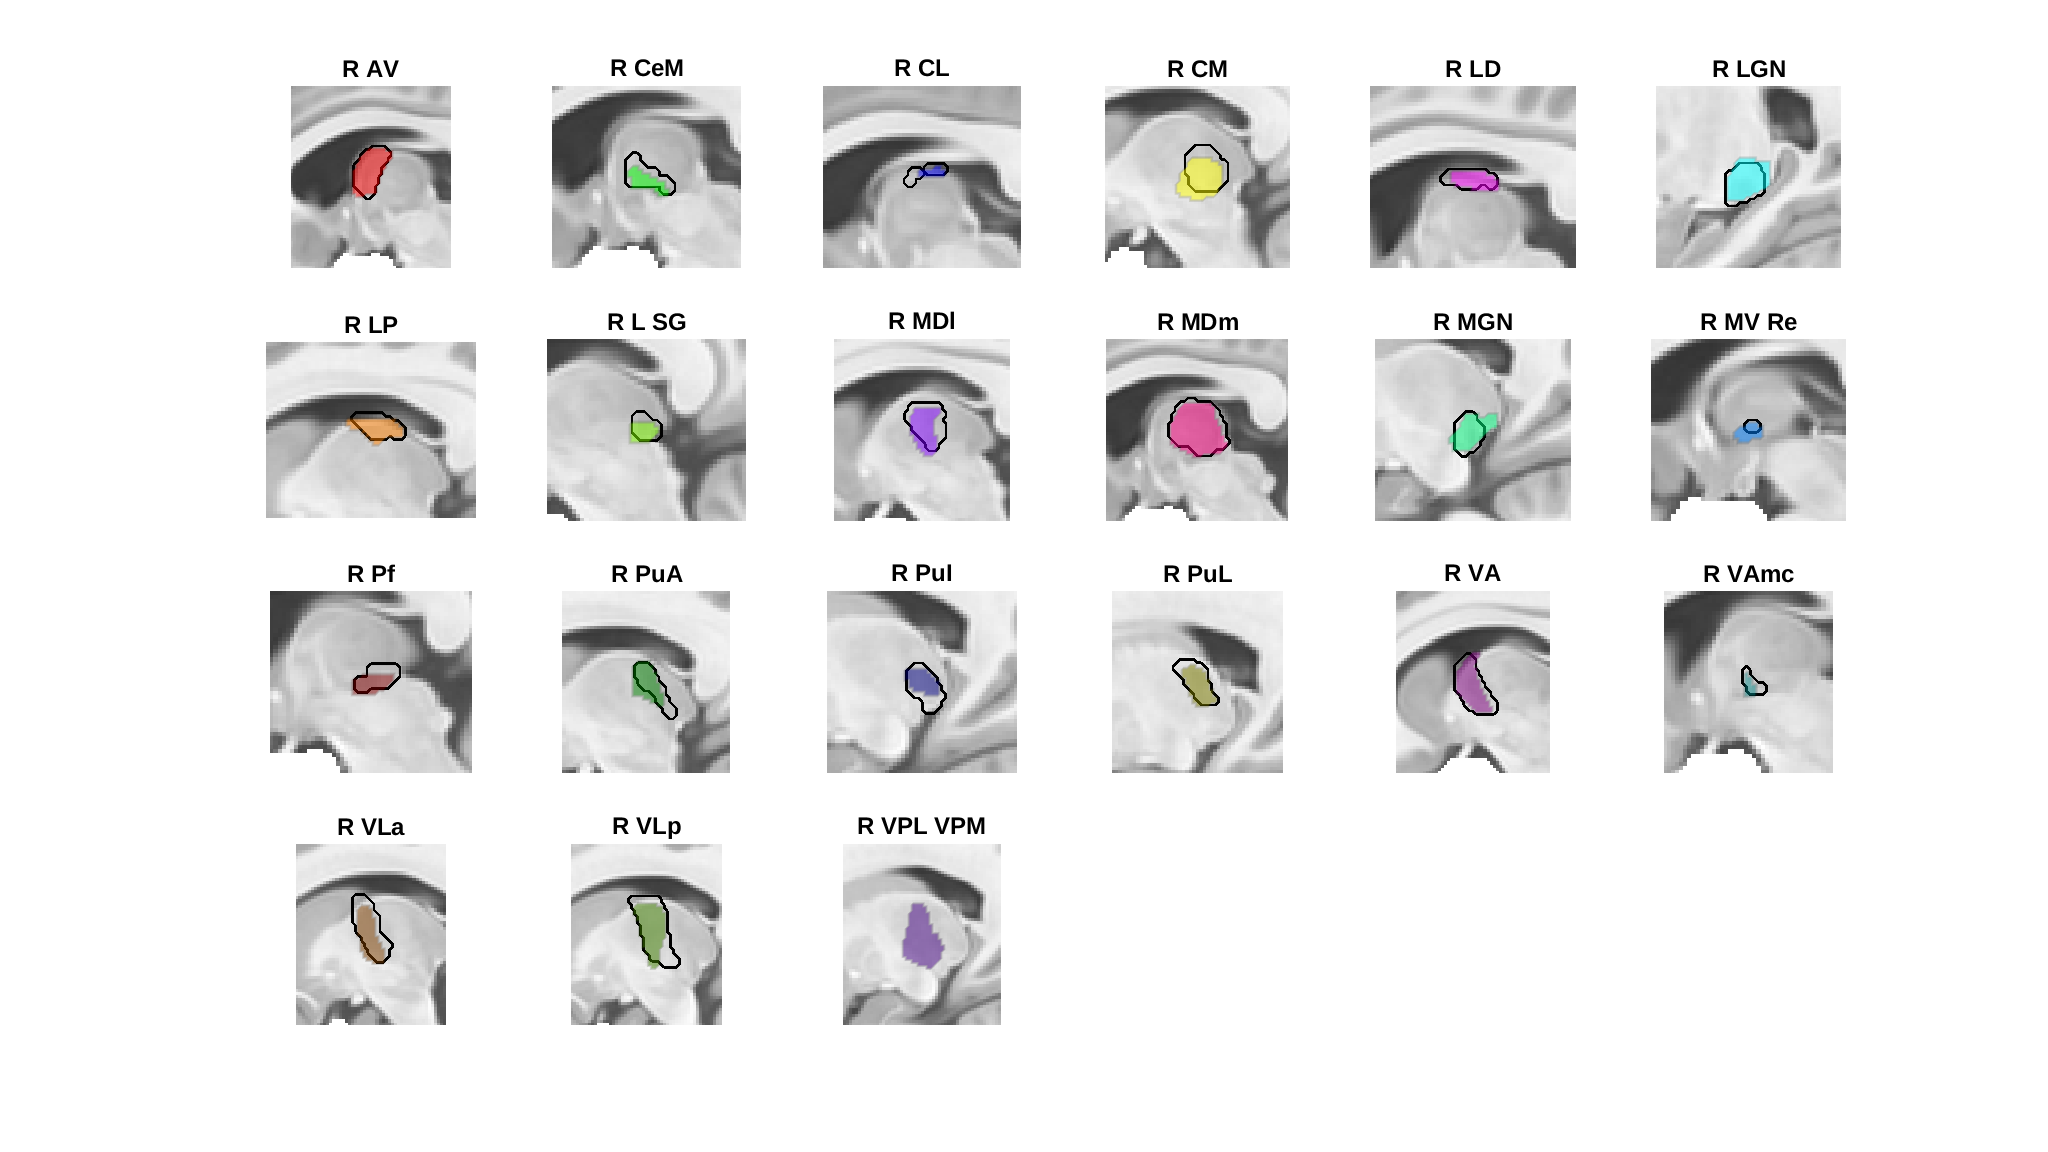 R AV
R CeM
R CL
R CM
R LD
R LGN
R LP
R L SG
R MDl
R MDm
R MGN
R MV Re
R Pf
R PuA
R PuI
R PuL
R VA
R VAmc
R VLa
R VLp
R VPL VPM